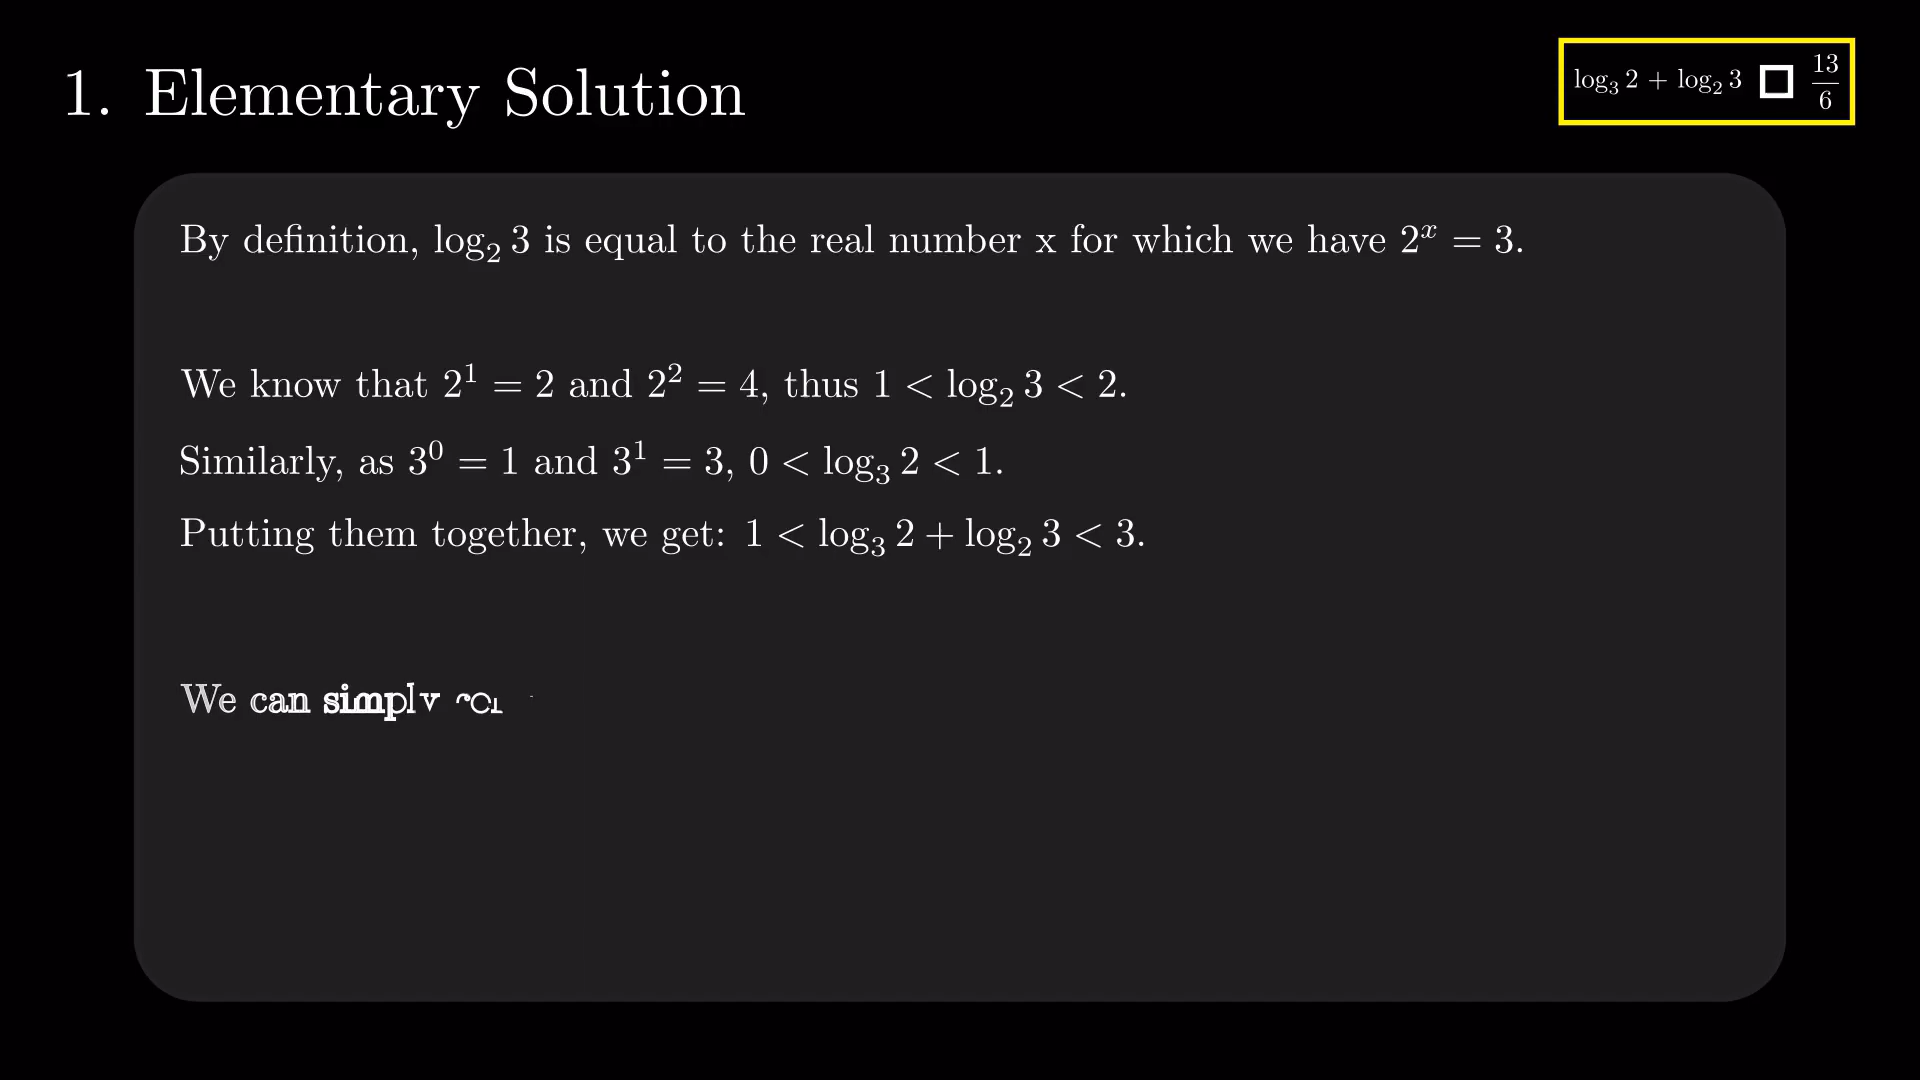 1. Elementary Solution
log₃ 2 + log₂ 3 □ 13/6
By definition, log₂ 3 is equal to the real number x for which we have 2ˣ = 3.
We know that 2¹ = 2 and 2² = 4, thus 1 < log₂ 3 < 2.
Similarly, as 3⁰ = 1 and 3¹ = 3, 0 < log₃ 2 < 1.
Putting them together, we get: 1 < log₃ 2 + log₂ 3 < 3.
We can simply